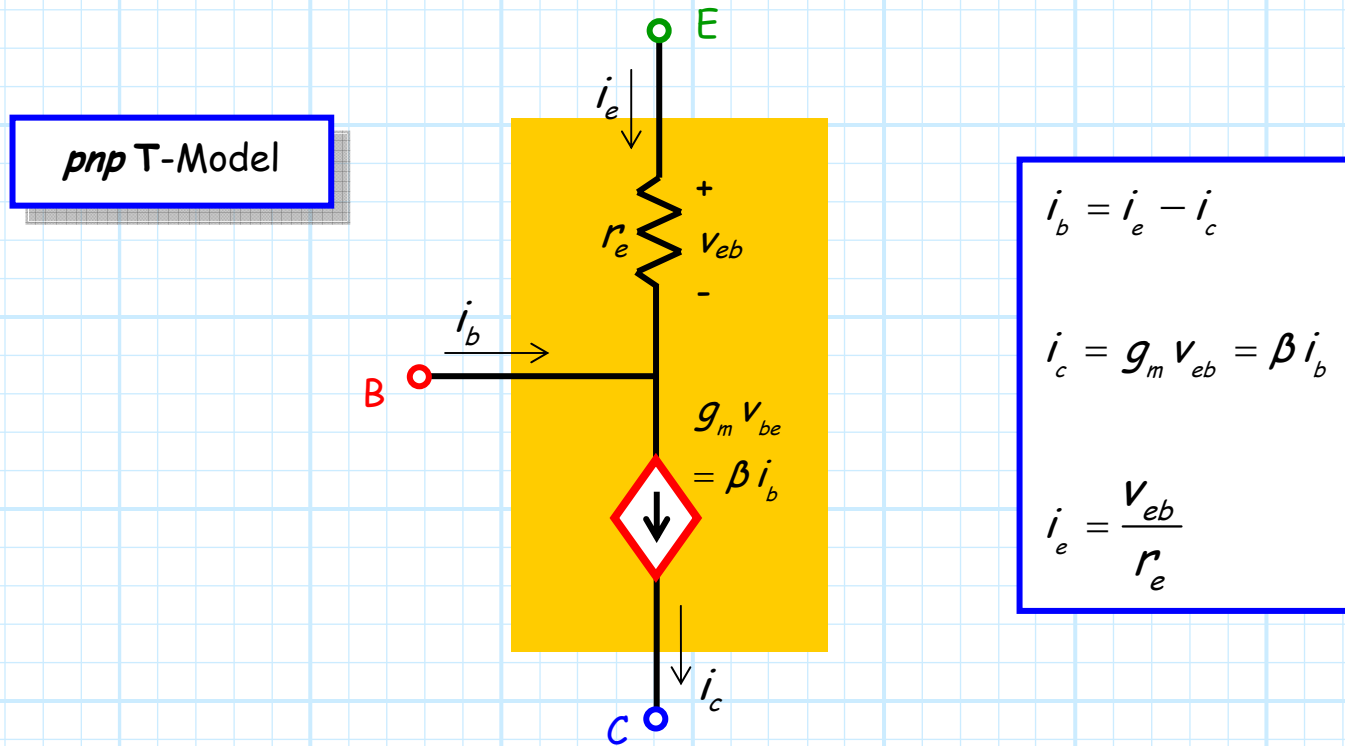 E
i_e
pnp T-Model
+
r_e
v_eb
-
i_b
B
g_m v_be
= β i_b
i_c
C
i_b = i_e − i_c
i_c = g_m v_eb = β i_b
i_e = v_eb / r_e